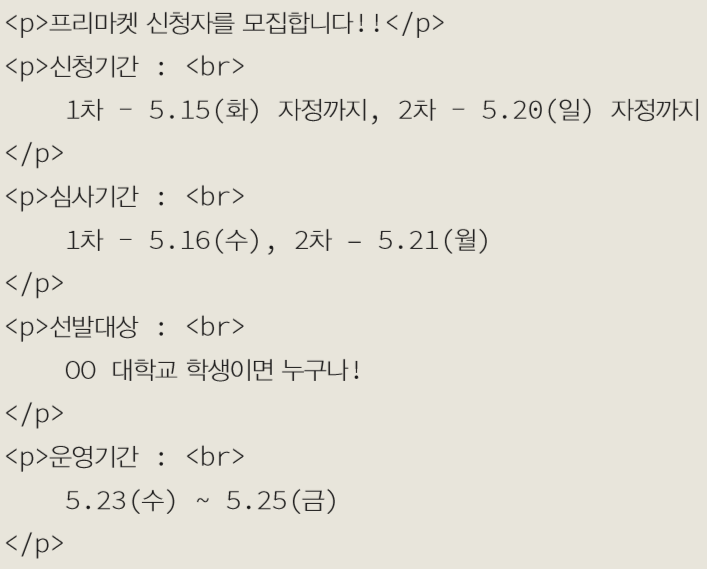 <p>프리마켓 신청자를 모집합니다!!</p>
<p>신청기간 : <br>
1차 - 5.15(화) 자정까지, 2차 - 5.20(일) 자정까지
</p>
<p>심사기간 : <br>
1차 - 5.16(수), 2차 – 5.21(월)
</p>
<p>선발대상 : <br>
OO 대학교 학생이면 누구나!
</p>
<p>운영기간 : <br>
5.23(수) ~ 5.25(금)
</p>